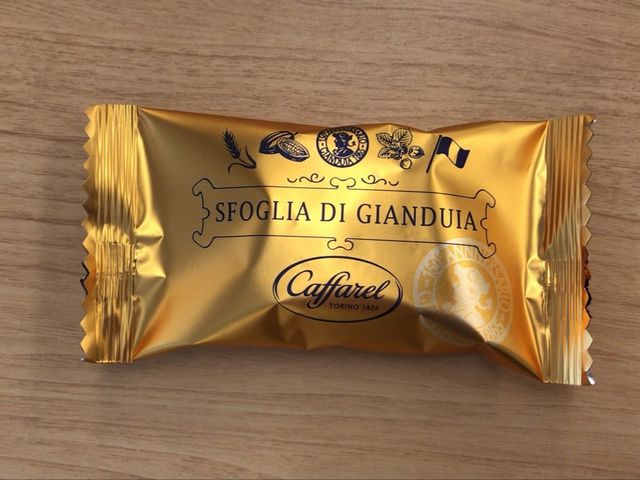 SFOGLIA DI GIANDUIA
Caffarel
TORINO 1826